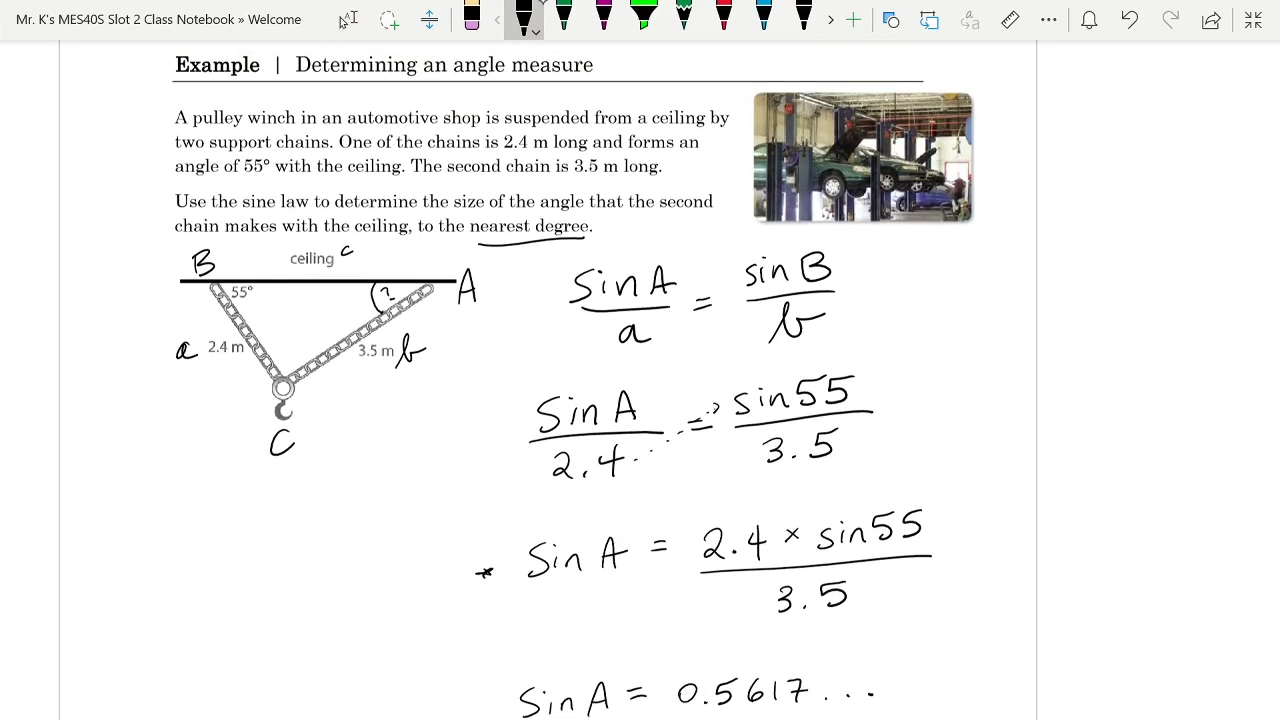 Mr. K's MES40S Slot 2 Class Notebook » Welcome
Example | Determining an angle measure
A pulley winch in an automotive shop is suspended from a ceiling by
two support chains. One of the chains is 2.4 m long and forms an
angle of 55° with the ceiling. The second chain is 3.5 m long.
Use the sine law to determine the size of the angle that the second
chain makes with the ceiling, to the nearest degree.
B ceiling c
55° ? A
a 2.4 m 3.5 m b
C
sin A / a = sin B / b
sin A / 2.4 = sin 55 / 3.5
* sin A = 2.4 × sin 55 / 3.5
sin A = 0.5617...